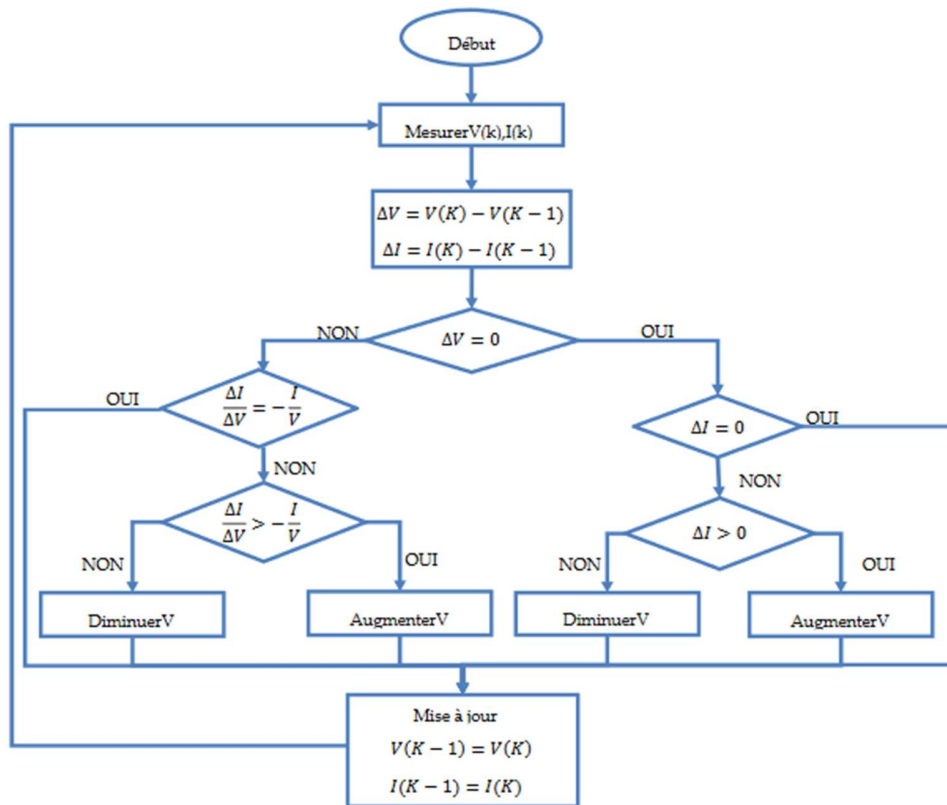 Début
MesurerV(k),I(k)
ΔV = V(K) − V(K − 1)
ΔI = I(K) − I(K − 1)
NON
ΔV = 0
OUI
OUI
ΔI/ΔV = − I/V
ΔI = 0
OUI
NON
NON
ΔI/ΔV > − I/V
ΔI > 0
NON
OUI
NON
OUI
DiminuerV
AugmenterV
DiminuerV
AugmenterV
Mise à jour
V(K − 1) = V(K)
I(K − 1) = I(K)